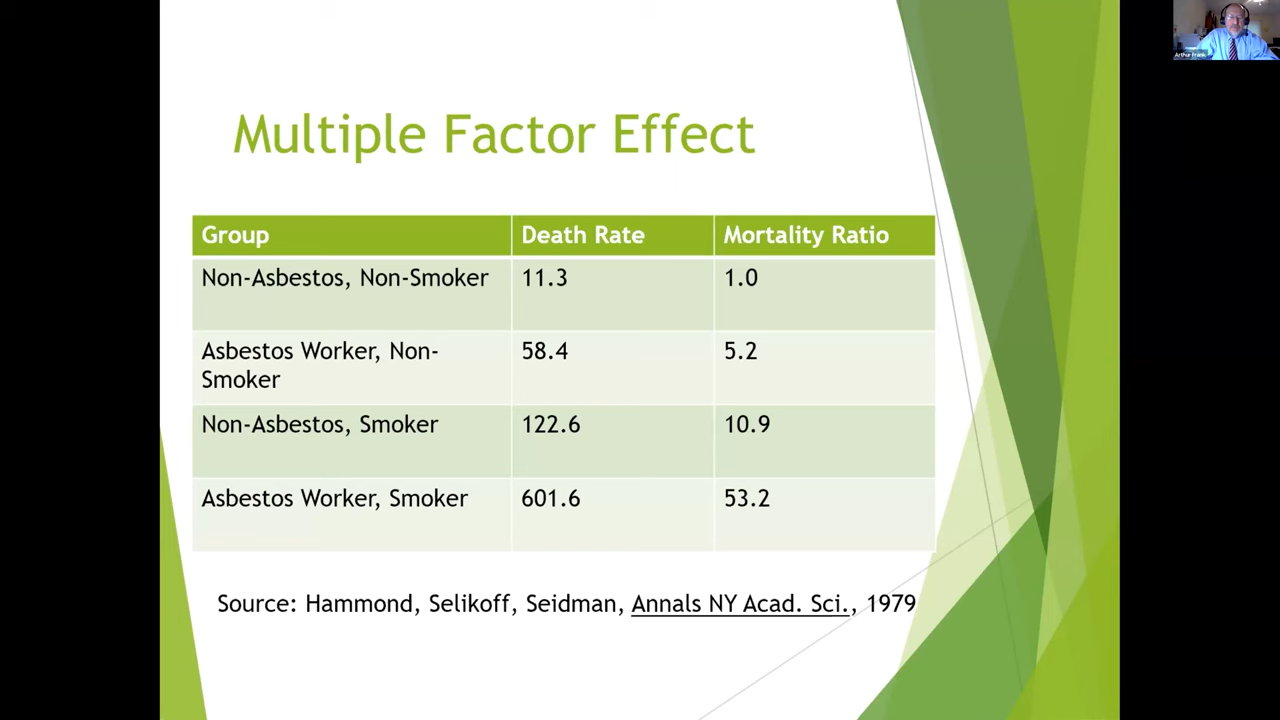 Arthur Frank
Multiple Factor Effect
Group Death Rate Mortality Ratio
Non-Asbestos, Non-Smoker 11.3 1.0
Asbestos Worker, Non- 58.4 5.2
Smoker
Non-Asbestos, Smoker 122.6 10.9
Asbestos Worker, Smoker 601.6 53.2
Source: Hammond, Selikoff, Seidman, Annals NY Acad. Sci., 1979